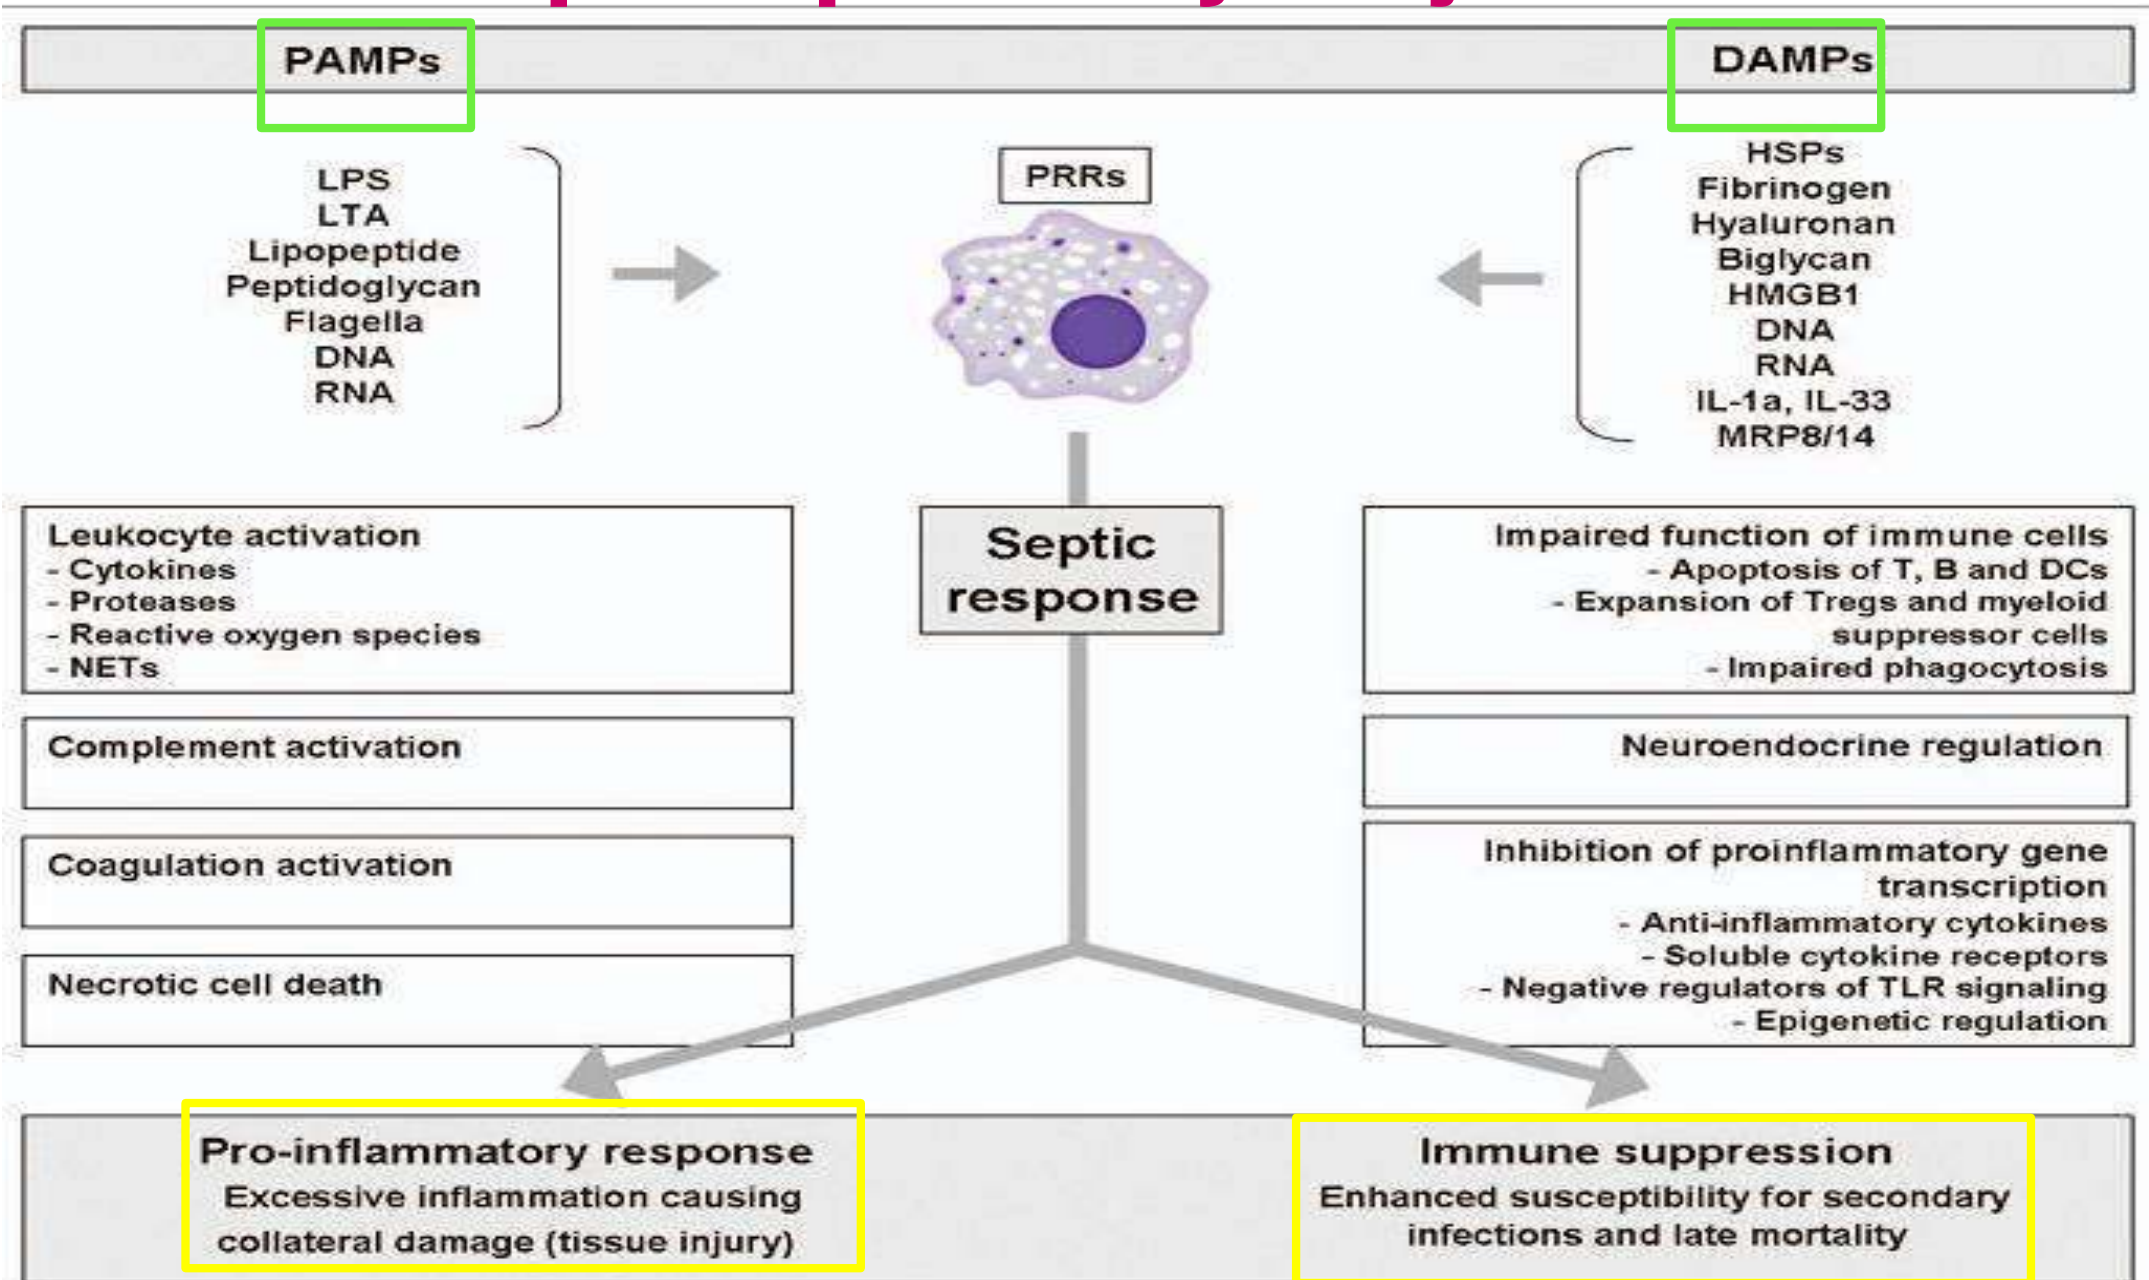 PAMPs
DAMPs
LPS
LTA
Lipopeptide
Peptidoglycan
Flagella
DNA
RNA
PRRs
HSPs
Fibrinogen
Hyaluronan
Biglycan
HMGB1
DNA
RNA
IL-1a, IL-33
MRP8/14
Septic
response
Leukocyte activation
- Cytokines
- Proteases
- Reactive oxygen species
- NETs
Complement activation
Coagulation activation
Necrotic cell death
Impaired function of immune cells
- Apoptosis of T, B and DCs
- Expansion of Tregs and myeloid
suppressor cells
- Impaired phagocytosis
Neuroendocrine regulation
Inhibition of proinflammatory gene
transcription
- Anti-inflammatory cytokines
- Soluble cytokine receptors
- Negative regulators of TLR signaling
- Epigenetic regulation
Pro-inflammatory response
Excessive inflammation causing
collateral damage (tissue injury)
Immune suppression
Enhanced susceptibility for secondary
infections and late mortality